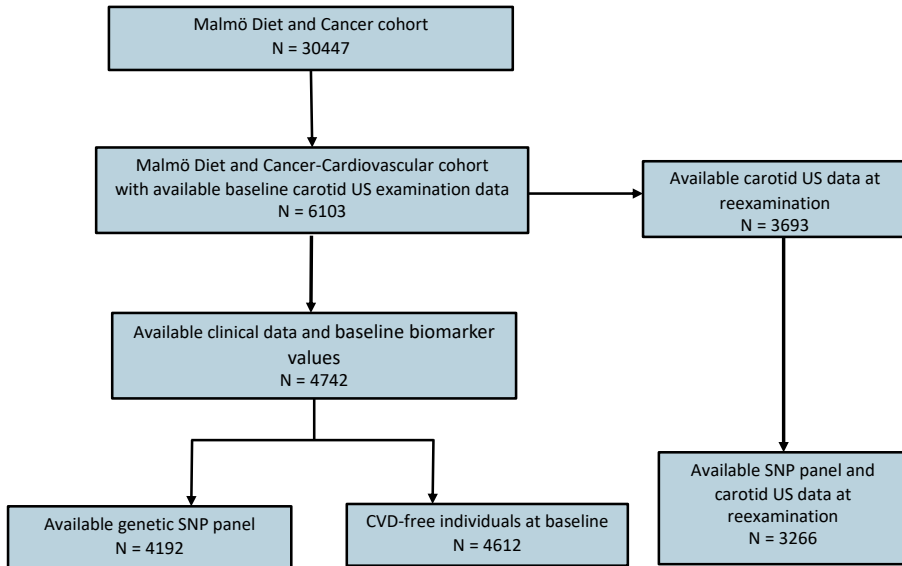 Malmö Diet and Cancer cohort
N = 30447
Malmö Diet and Cancer-Cardiovascular cohort
with available baseline carotid US examination data
N = 6103
Available carotid US data at
reexamination
N = 3693
Available clinical data and baseline biomarker
values
N = 4742
Available genetic SNP panel
N = 4192
CVD-free individuals at baseline
N = 4612
Available SNP panel and
carotid US data at
reexamination
N = 3266